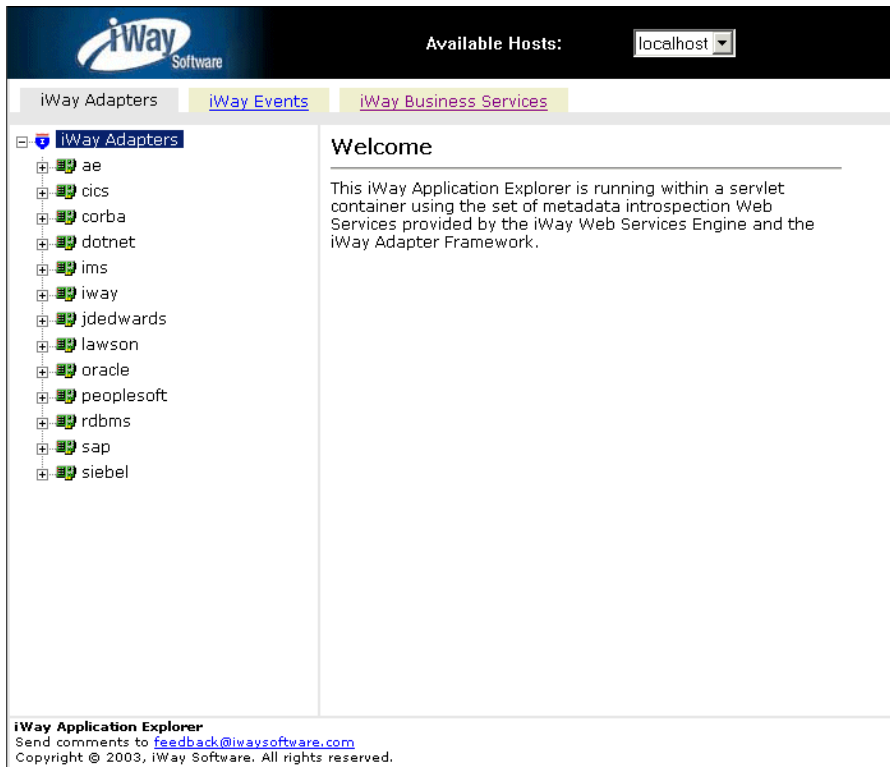 iWay
Software
Available Hosts:
localhost
iWay Adapters
iWay Events
iWay Business Services
iWay Adapters
ae
cics
corba
dotnet
ims
iway
jdedwards
lawson
oracle
peoplesoft
rdbms
sap
siebel
Welcome
This iWay Application Explorer is running within a servlet
container using the set of metadata introspection Web
Services provided by the iWay Web Services Engine and the
iWay Adapter Framework.
iWay Application Explorer
Send comments to feedback@iwaysoftware.com
Copyright © 2003, iWay Software. All rights reserved.